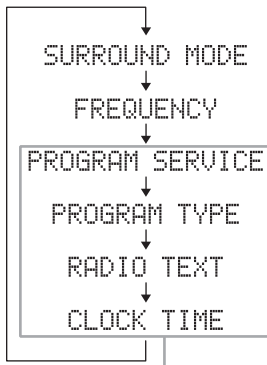 SURROUND MODE
FREQUENCY
PROGRAM SERVICE
PROGRAM TYPE
RADIO TEXT
CLOCK TIME